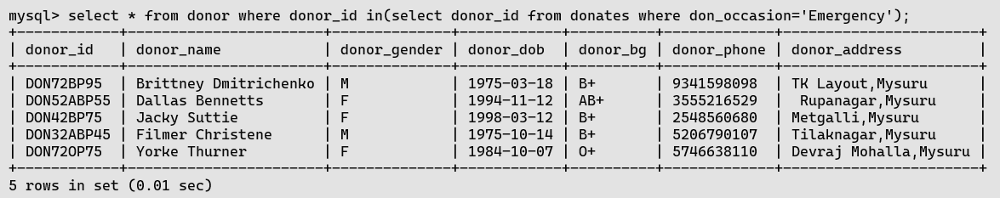 mysql> select * from donor where donor_id in(select donor_id from donates where don_occasion='Emergency');
+------------+-----------------------+--------------+------------+----------+-------------+-----------------------+
| donor_id | donor_name | donor_gender | donor_dob | donor_bg | donor_phone | donor_address |
+------------+-----------------------+--------------+------------+----------+-------------+-----------------------+
| DON72BP95 | Brittney Dmitrichenko | M | 1975-03-18 | B+ | 9341598098 | TK Layout,Mysuru |
| DON52ABP55 | Dallas Bennetts | F | 1994-11-12 | AB+ | 3555216529 | Rupanagar,Mysuru |
| DON42BP75 | Jacky Suttie | F | 1998-03-12 | B+ | 2548560680 | Metgalli,Mysuru |
| DON32ABP45 | Filmer Christene | M | 1975-10-14 | B+ | 5206790107 | Tilaknagar,Mysuru |
| DON72OP75 | Yorke Thurner | F | 1984-10-07 | O+ | 5746638110 | Devraj Mohalla,Mysuru |
+------------+-----------------------+--------------+------------+----------+-------------+-----------------------+
5 rows in set (0.01 sec)